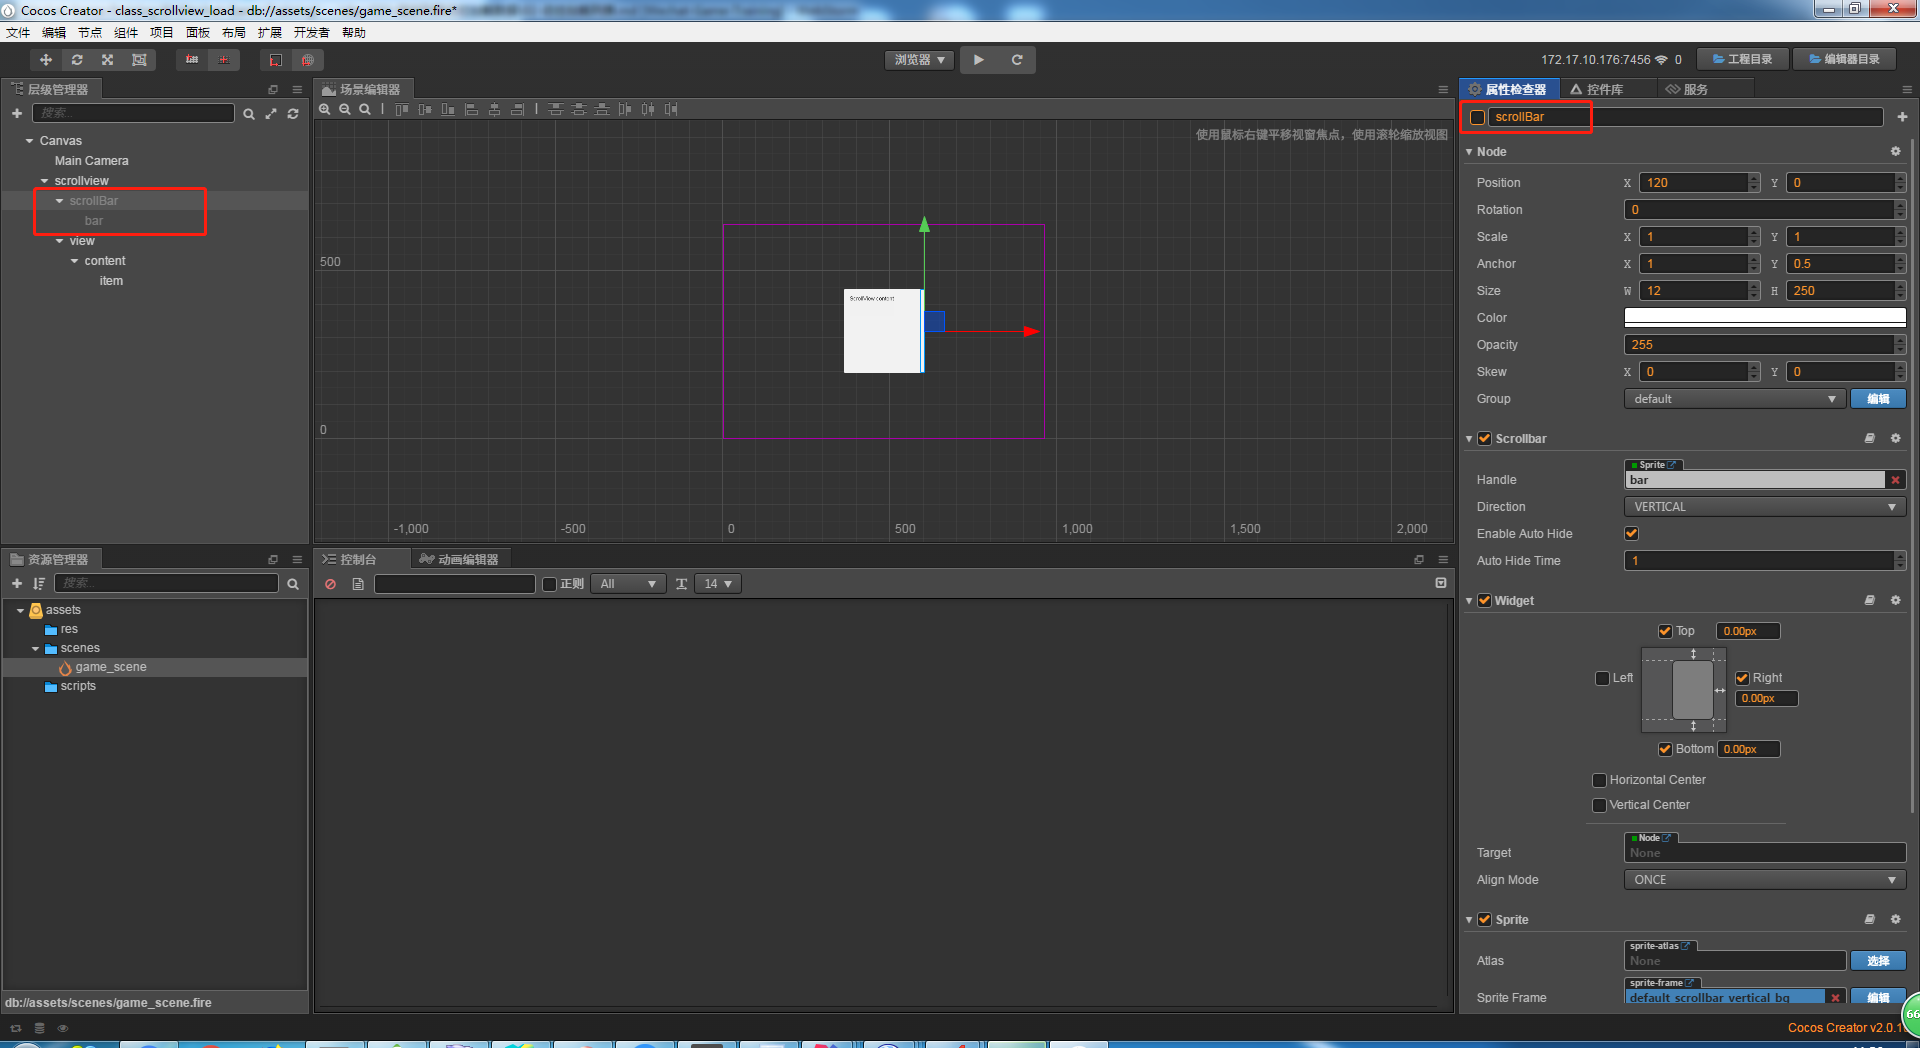 Cocos Creator - class_scrollview_load - db://assets/scenes/game_scene.fire*
文件 编辑 节点 组件 项目 面板 布局 扩展 开发者 帮助
浏览器
172.17.10.176:7456 0 工程目录 编辑器目录
层级管理器
搜索...
Canvas
Main Camera
scrollview
scrollBar
bar
view
content
item
场景编辑器
使用鼠标右键平移视窗焦点，使用滚轮缩放视图
500
0
ScrollView content
-1,000 -500 0 500 1,000 1,500 2,000
资源管理器
搜索...
assets
res
scenes
game_scene
scripts
db://assets/scenes/game_scene.fire
控制台 动画编辑器
正则 All 14
属性检查器 控件库 服务
scrollBar
Node
Position X 120 Y 0
Rotation 0
Scale X 1 Y 1
Anchor X 1 Y 0.5
Size W 12 H 250
Color
Opacity 255
Skew X 0 Y 0
Group default 编辑
Scrollbar
Sprite
Handle bar
Direction VERTICAL
Enable Auto Hide
Auto Hide Time 1
Widget
Top 0.00px
Left Right
0.00px
Bottom 0.00px
Horizontal Center
Vertical Center
Node
Target None
Align Mode ONCE
Sprite
sprite-atlas
Atlas None 选择
sprite-frame
Sprite Frame default_scrollbar_vertical_bg 编辑
66
Cocos Creator v2.0.1